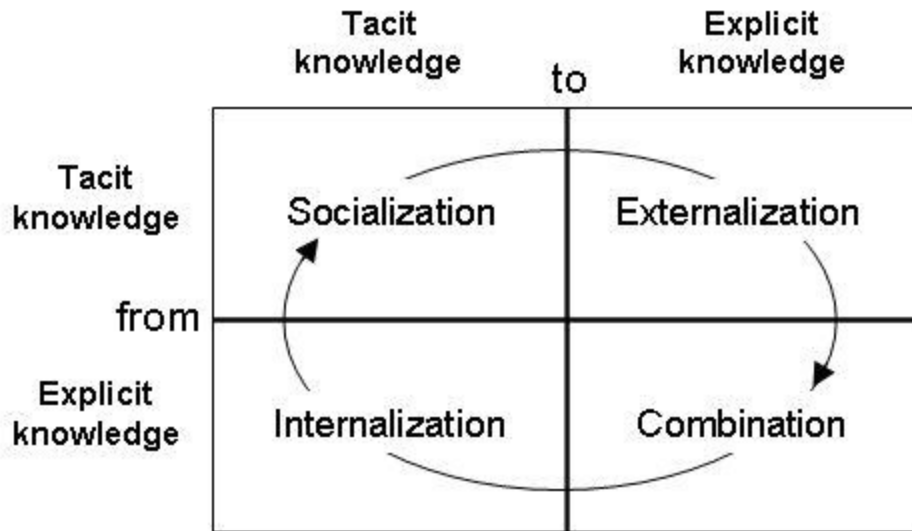 Tacit
knowledge
to
Explicit
knowledge
Tacit
knowledge
Socialization
Externalization
from
Explicit
knowledge
Internalization
Combination